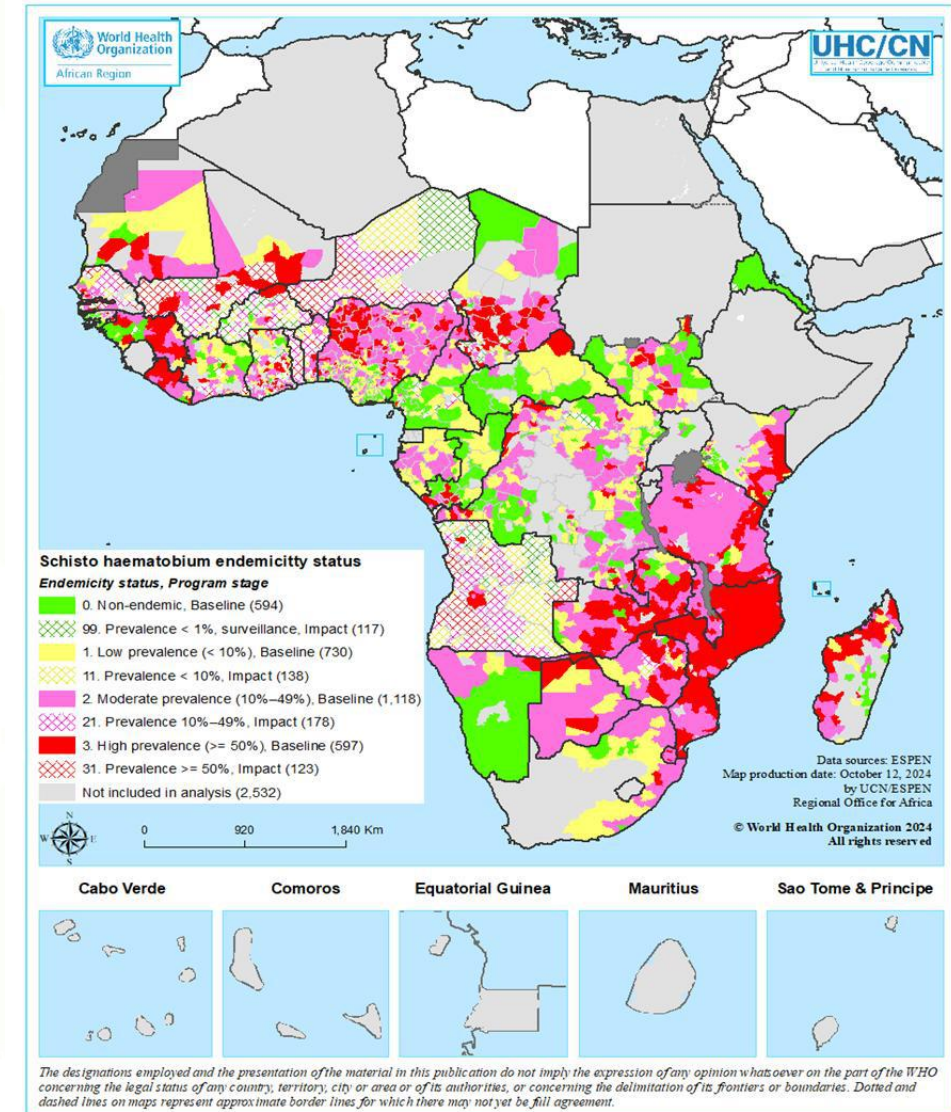 World Health
Organization
African Region
UHC/CN
Schisto haematobium endemicitty status
Endemicity status, Program stage
0. Non-endemic, Baseline (594)
99. Prevalence < 1%, surveillance, Impact (117)
1. Low prevalence (< 10%), Baseline (730)
11. Prevalence < 10%, Impact (138)
2. Moderate prevalence (10%–49%), Baseline (1,118)
21. Prevalence 10%–49%, Impact (178)
3. High prevalence (>= 50%), Baseline (597)
31. Prevalence >= 50%, Impact (123)
Not included in analysis (2,532)
N
W E
S
0 920 1,840 Km
Data sources: ESPEN
Map production date: October 12, 2024
by UCN/ESPEN
Regional Office for Africa
© World Health Organization 2024
All rights reserved
Cabo Verde Comoros Equatorial Guinea Mauritius Sao Tome & Principe
The designations employed and the presentation of the material in this publication do not imply the expression of any opinion whatsoever on the part of the WHO
concerning the legal status of any country, territory, city or area or of its authorities, or concerning the delimitation of its frontiers or boundaries. Dotted and
dashed lines on maps represent approximate border lines for which there may not yet be full agreement.